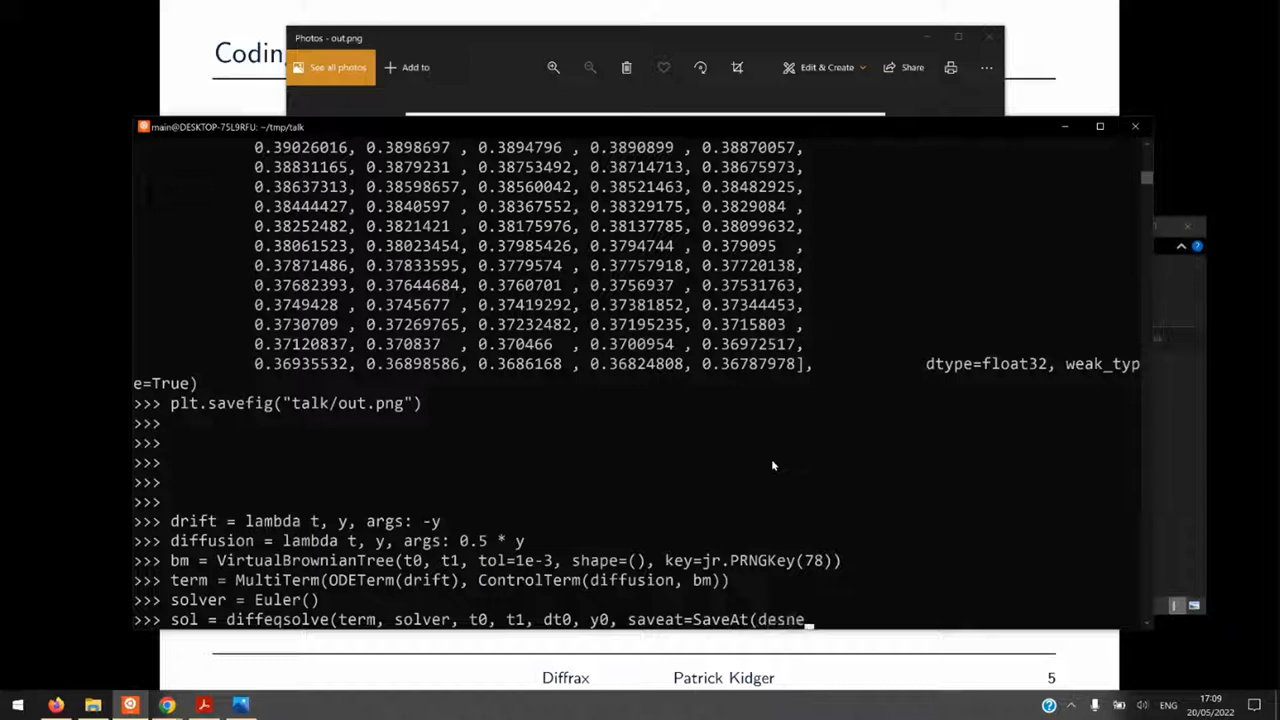 Coding
Photos - out.png
See all photos
Add to
Edit & Create
Share
main@DESKTOP-75L9RFU: ~/tmp/talk
0.39026016, 0.3898697 , 0.3894796 , 0.3890899 , 0.38870057,
0.38831165, 0.3879231 , 0.38753492, 0.38714713, 0.38675973,
0.38637313, 0.38598657, 0.38560042, 0.38521463, 0.38482925,
0.38444427, 0.3840597 , 0.38367552, 0.38329175, 0.3829084 ,
0.38252482, 0.3821421 , 0.38175976, 0.38137785, 0.38099632,
0.38061523, 0.38023454, 0.37985426, 0.3794744 , 0.379095   ,
0.37871486, 0.37833595, 0.3779574 , 0.37757918, 0.37720138,
0.37682393, 0.37644684, 0.3760701 , 0.3756937 , 0.37531763,
0.3749428 , 0.3745677 , 0.37419292, 0.37381852, 0.37344453,
0.3730709 , 0.37269765, 0.37232482, 0.37195235, 0.3715803 ,
0.37120837, 0.370837  , 0.370466  , 0.3700954 , 0.36972517,
0.36935532, 0.36898586, 0.3686168 , 0.36824808, 0.36787978],            dtype=float32, weak_typ
e=True)
>>> plt.savefig("talk/out.png")
>>>
>>>
>>>
>>>
>>>
>>> drift = lambda t, y, args: -y
>>> diffusion = lambda t, y, args: 0.5 * y
>>> bm = VirtualBrownianTree(t0, t1, tol=1e-3, shape=(), key=jr.PRNGKey(78))
>>> term = MultiTerm(ODETerm(drift), ControlTerm(diffusion, bm))
>>> solver = Euler()
>>> sol = diffeqsolve(term, solver, t0, t1, dt0, y0, saveat=SaveAt(desne
Diffrax Patrick Kidger 5
ENG
17:09
20/05/2022